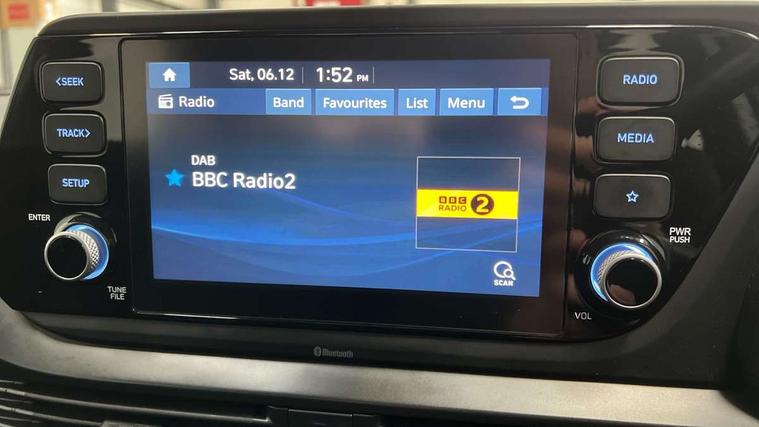 <SEEK
TRACK>
SETUP
ENTER
TUNE
FILE
Sat, 06.12 1:52 PM
Radio Band Favourites List Menu
DAB
BBC Radio2
BBC
RADIO 2
SCAN
RADIO
MEDIA
PWR
PUSH
VOL
Bluetooth